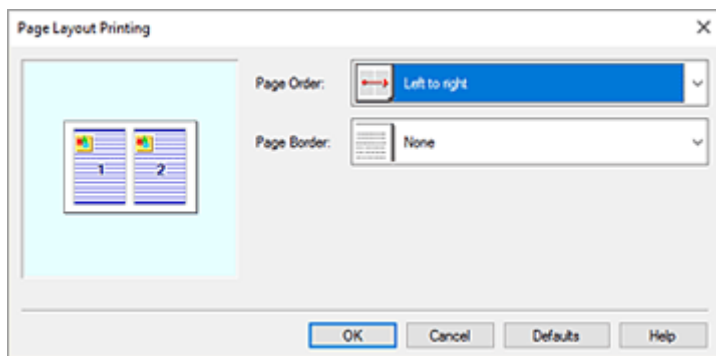 Page Layout Printing
Page Order: Left to right
Page Border: None
1 2
OK Cancel Defaults Help